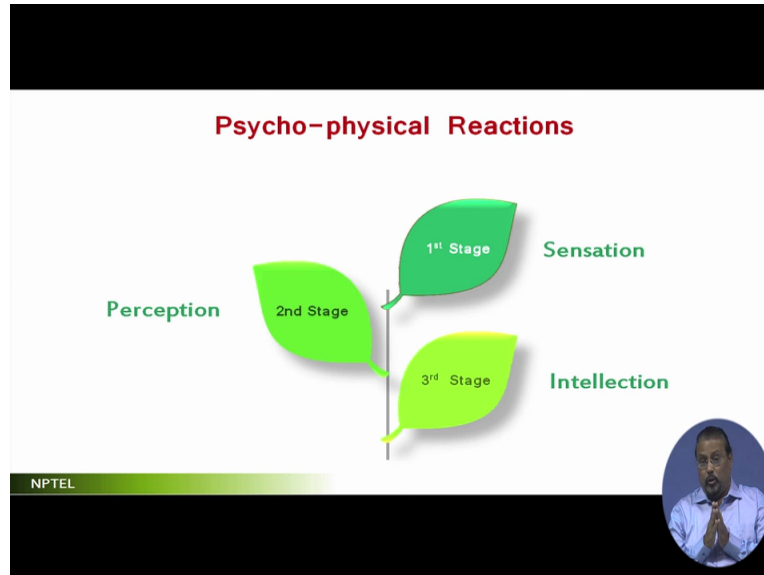 Psycho-physical Reactions
1st Stage
Sensation
Perception
2nd Stage
3rd Stage
Intellection
NPTEL